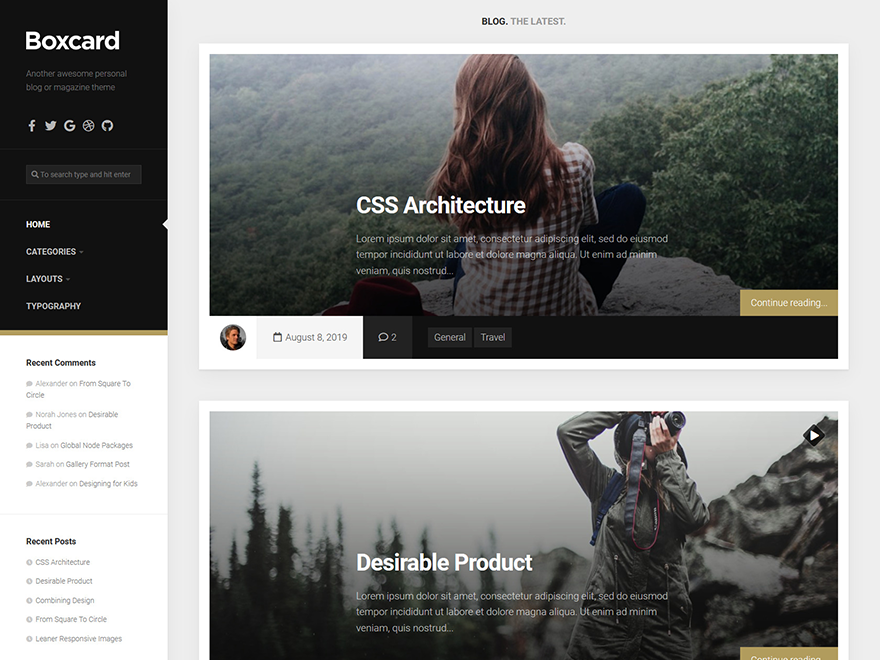 Boxcard
Another awesome personal
blog or magazine theme
To search type and hit enter
HOME
CATEGORIES
LAYOUTS
TYPOGRAPHY
Recent Comments
Alexander on From Square To
Circle
Norah Jones on Desirable
Product
Lisa on Global Node Packages
Sarah on Gallery Format Post
Alexander on Designing for Kids
Recent Posts
CSS Architecture
Desirable Product
Combining Design
From Square To Circle
Leaner Responsive Images
BLOG. THE LATEST.
CSS Architecture
Lorem ipsum dolor sit amet, consectetur adipiscing elit, sed do eiusmod
tempor incididunt ut labore et dolore magna aliqua. Ut enim ad minim
veniam, quis nostrud...
Continue reading...
August 8, 2019
2
General
Travel
Desirable Product
Lorem ipsum dolor sit amet, consectetur adipiscing elit, sed do eiusmod
tempor incididunt ut labore et dolore magna aliqua. Ut enim ad minim
veniam, quis nostrud...
Continue reading...